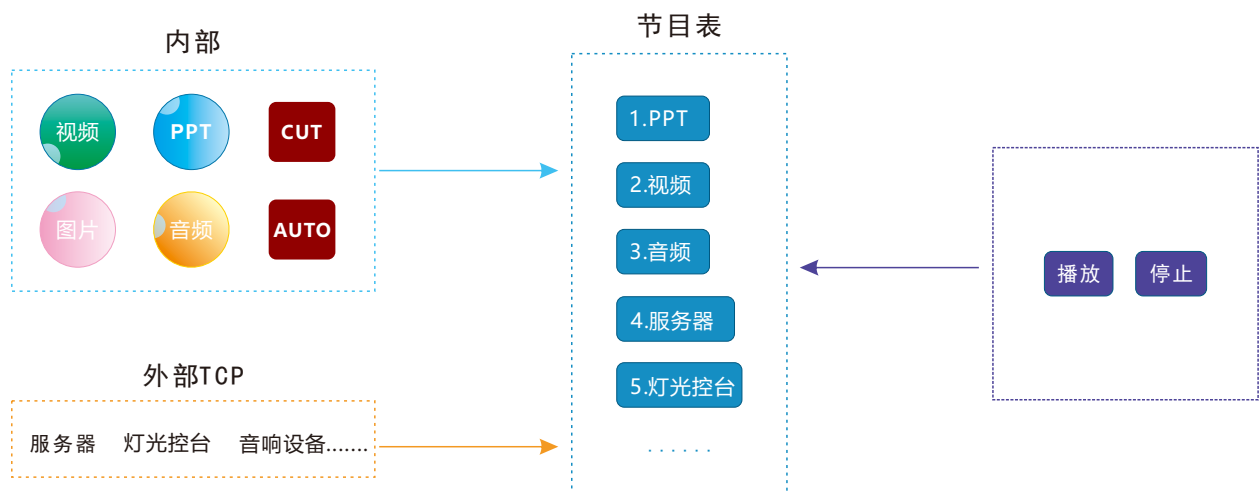 内部
视频
PPT
CUT
图片
音频
AUTO
外部TCP
服务器 灯光控台 音响设备.......
节目表
1.PPT
2.视频
3.音频
4.服务器
5.灯光控台
......
播放
停止